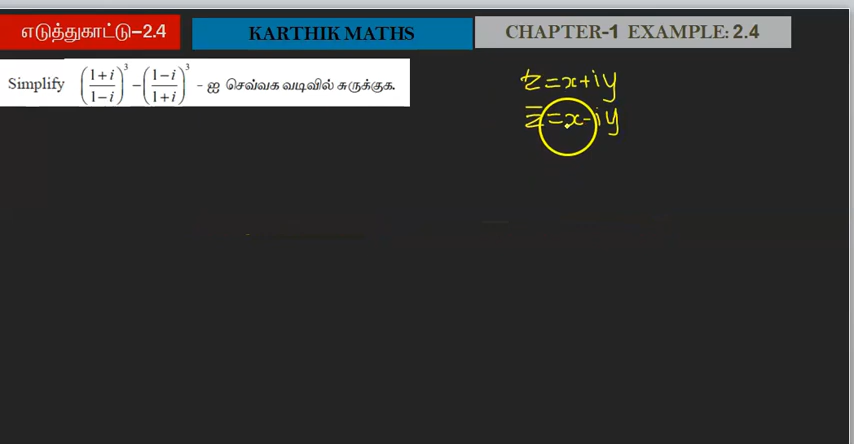 எடுத்துகாட்டு-2.4
KARTHIK MATHS
CHAPTER-1 EXAMPLE: 2.4
Simplify ((1+i)/(1−i))³ − ((1−i)/(1+i))³ - ஐ செவ்வக வடிவில் சுருக்குக.
z = x + iy
z̅ = x − iy